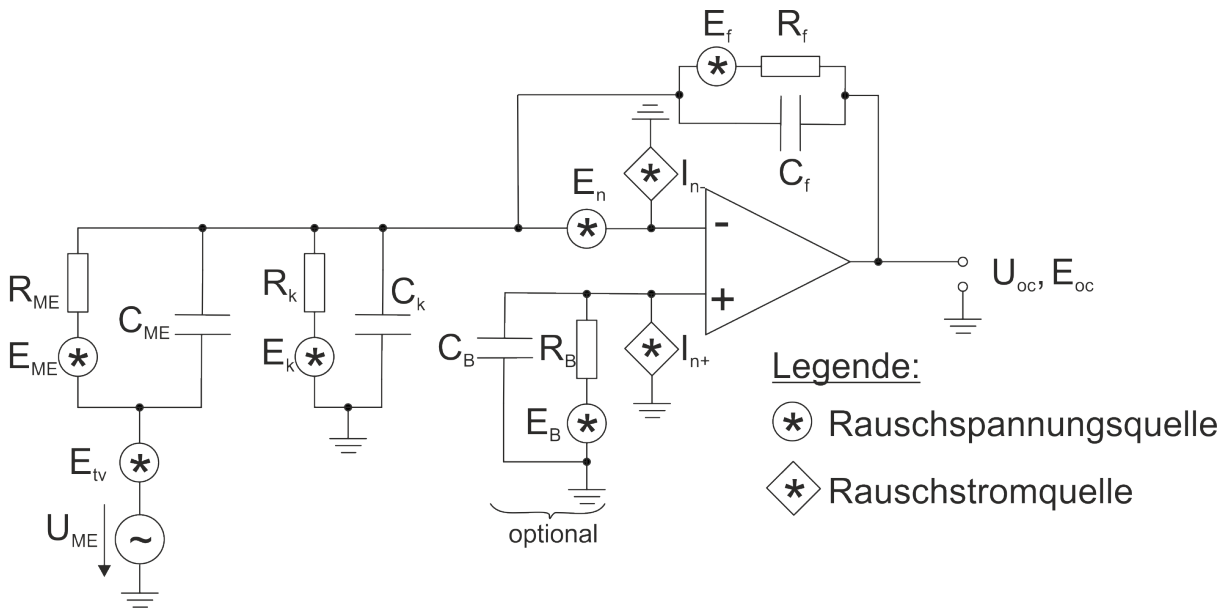 E_f R_f
C_f
I_n-
E_n
-
R_ME
C_ME
R_k
C_k
E_ME
E_k
+
C_B
R_B
I_n+
E_B
U_oc, E_oc
E_tv
U_ME
~
optional
Legende:
* Rauschspannungsquelle
* Rauschstromquelle